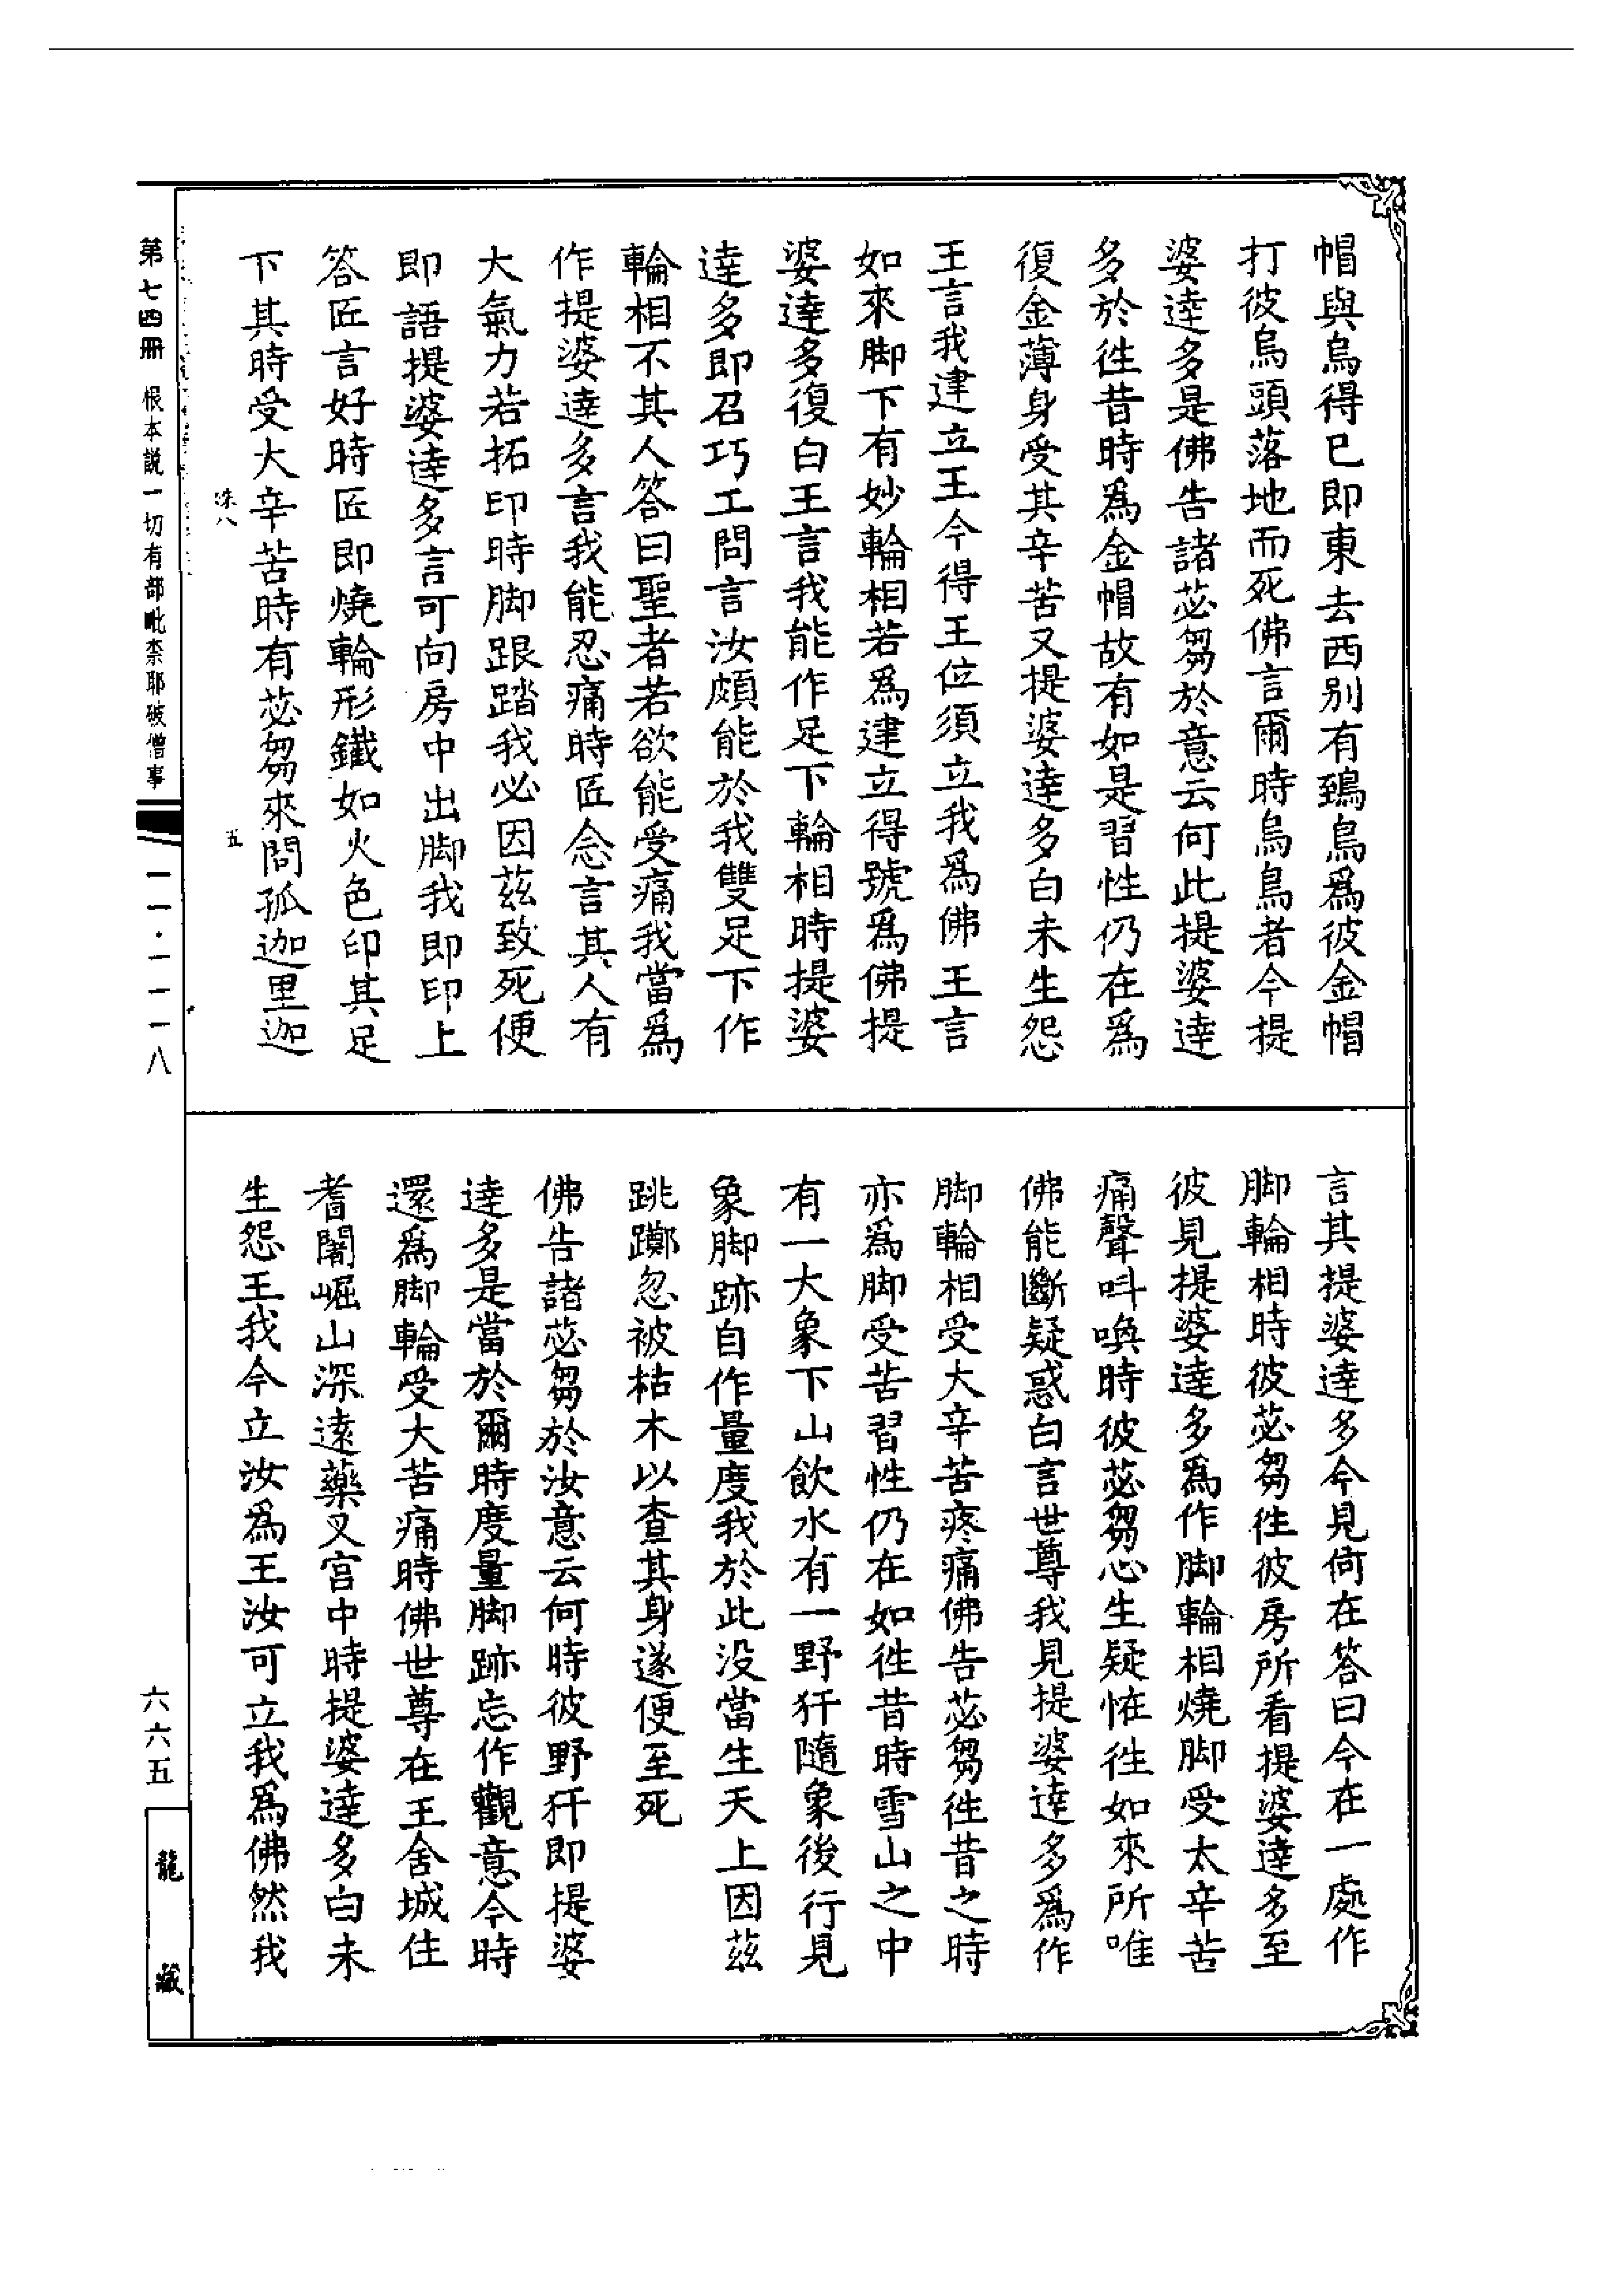 帽與烏得已即東去西別有鵄鳥爲彼金帽
打彼烏頭落地而死佛言爾時烏鳥者今提
婆達多是佛告諸苾芻於意云何此提婆達
多於徃昔時爲金帽故有如是習性仍在爲
復金薄身受其辛苦又提婆達多白未生怨
王言我建立王今得王位須立我爲佛王言
如來脚下有妙輪相若爲建立得號爲佛提
婆達多復白王言我能作足下輪相時提婆
達多即召巧工問言汝頗能於我雙足下作
輪相不其人答曰聖者若欲能受痛我當爲
作提婆達多言我能忍痛時匠念言其人有
大氣力若拓印時脚跟踏我必因茲致死便
即語提婆達多言可向房中出脚我即印上
答匠言好時匠即燒輪形鐵如火色印其足
下其時受大辛苦時有苾芻來問孤迦里迦
言其提婆達多今見何在答曰今在一處作
脚輪相時彼苾芻徃彼房所看提婆達多至
彼見提婆達多爲作脚輪相燒脚受太辛苦
痛聲叫喚時彼苾芻心生疑怪徃如來所唯
佛能斷疑惑白言世尊我見提婆達多爲作
脚輪相受大辛苦疼痛佛告苾芻徃昔之時
亦爲脚受苦習性仍在如徃昔時雪山之中
有一大象下山飲水有一野犴隨象後行見
象脚跡自作量度我於此没當生天上因茲
跳躑忽被枯木以查其身遂便至死
佛告諸苾芻於汝意云何時彼野犴即提婆
達多是當於爾時度量脚跡忘作觀意今時
還爲脚輪受大苦痛時佛世尊在王舍城住
耆闍崛山深遠藥叉宮中時提婆達多白未
生怨王我今立汝爲王汝可立我爲佛然我
第七四冊 根本説一切有部毗柰耶破僧事
一一·一一一八
六六五
龍藏
五